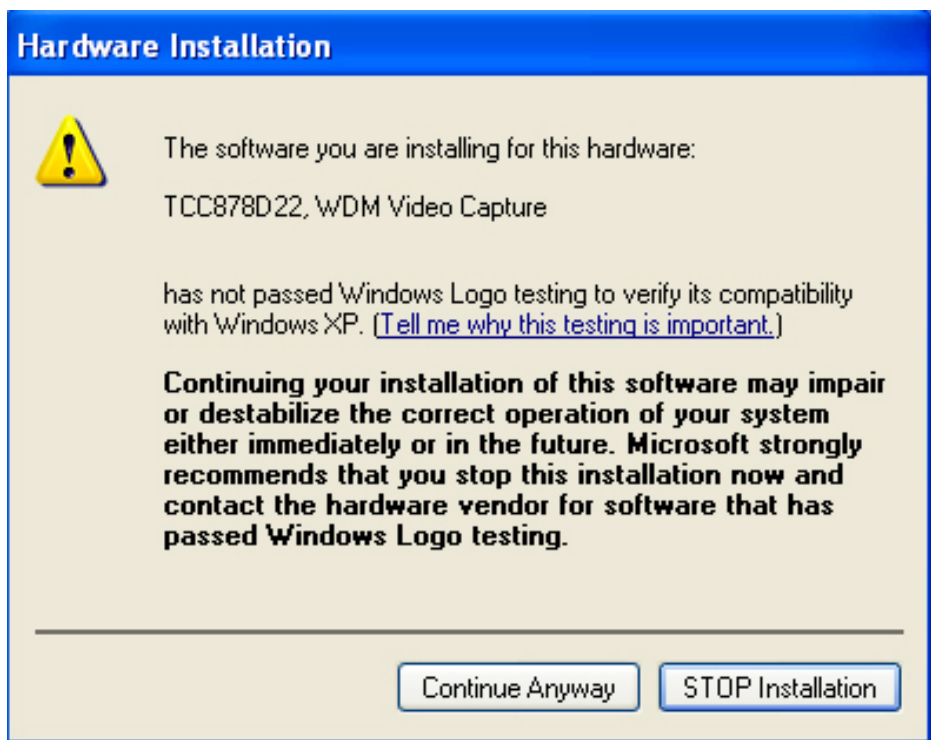 Hardware Installation
The software you are installing for this hardware:
TCC878D22, WDM Video Capture
has not passed Windows Logo testing to verify its compatibility
with Windows XP. (Tell me why this testing is important.)
Continuing your installation of this software may impair
or destabilize the correct operation of your system
either immediately or in the future. Microsoft strongly
recommends that you stop this installation now and
contact the hardware vendor for software that has
passed Windows Logo testing.
Continue Anyway
STOP Installation